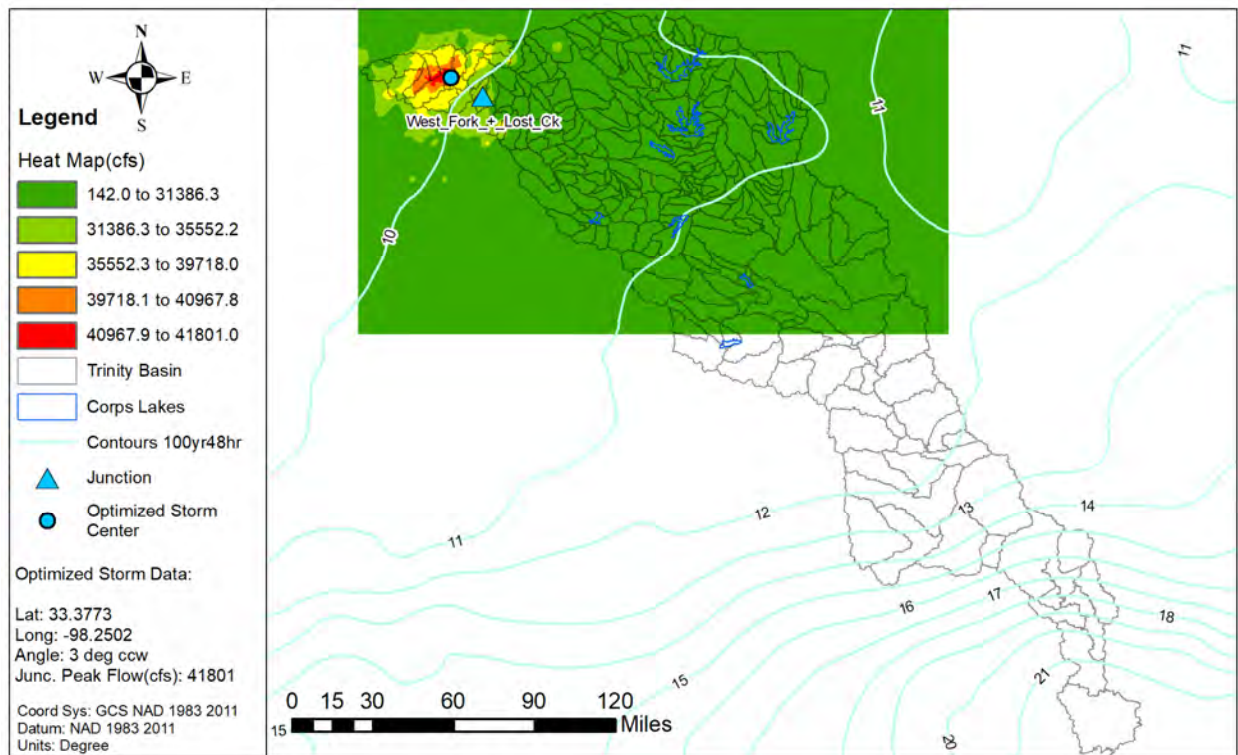 N
W E
S
Legend
Heat Map(cfs)
142.0 to 31386.3
31386.3 to 35552.2
35552.3 to 39718.0
39718.1 to 40967.8
40967.9 to 41801.0
Trinity Basin
Corps Lakes
Contours 100yr48hr
Junction
Optimized Storm
Center
Optimized Storm Data:
Lat: 33.3773
Long: -98.2502
Angle: 3 deg ccw
Junc. Peak Flow(cfs): 41801
Coord Sys: GCS NAD 1983 2011
Datum: NAD 1983 2011
Units: Degree
West_Fork_+_Lost_Ck
11
11
10
11
12
13
14
16
17
18
15
21
20
15
0 15 30 60 90 120
Miles